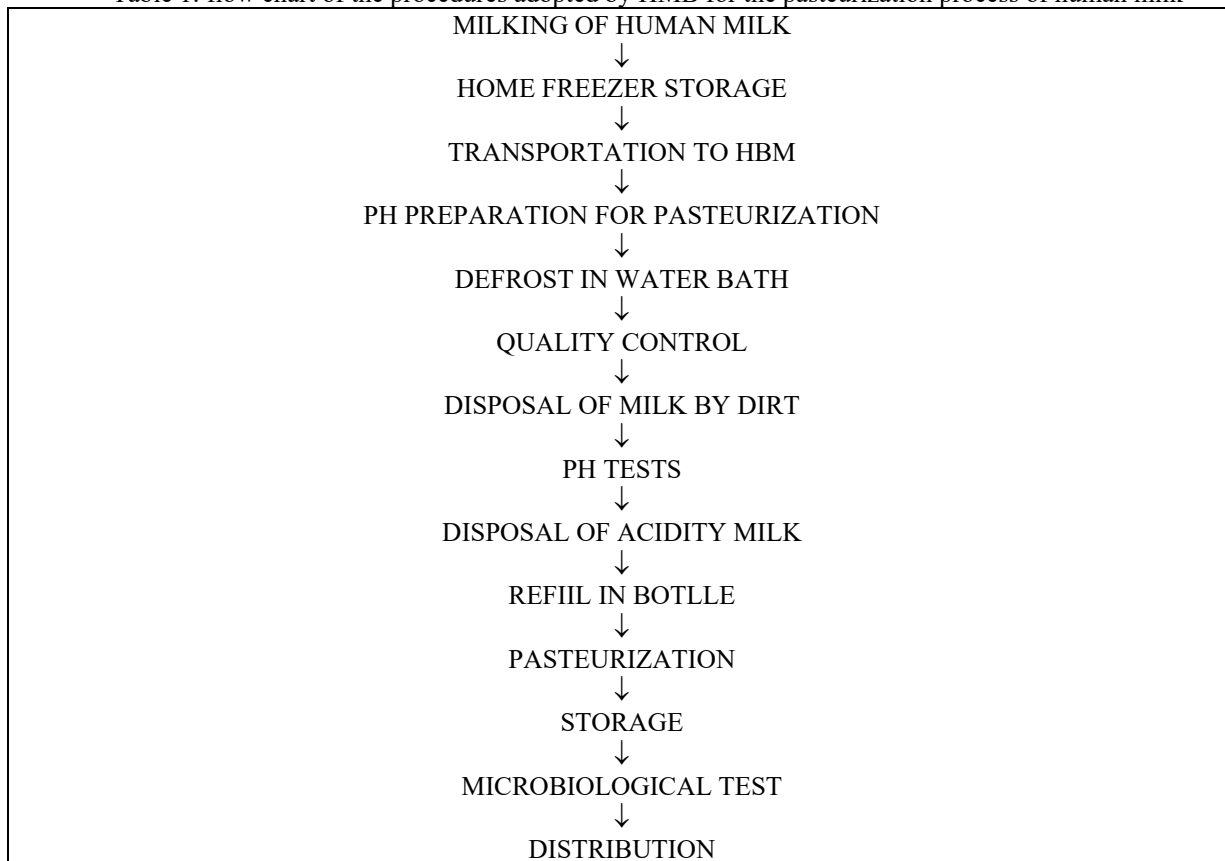 Table 1: flow chart of the procedures adopted by HMB for the pasteurization process of human milk
MILKING OF HUMAN MILK
↓
HOME FREEZER STORAGE
↓
TRANSPORTATION TO HBM
↓
PH PREPARATION FOR PASTEURIZATION
↓
DEFROST IN WATER BATH
↓
QUALITY CONTROL
↓
DISPOSAL OF MILK BY DIRT
↓
PH TESTS
↓
DISPOSAL OF ACIDITY MILK
↓
REFIIL IN BOTLLE
↓
PASTEURIZATION
↓
STORAGE
↓
MICROBIOLOGICAL TEST
↓
DISTRIBUTION